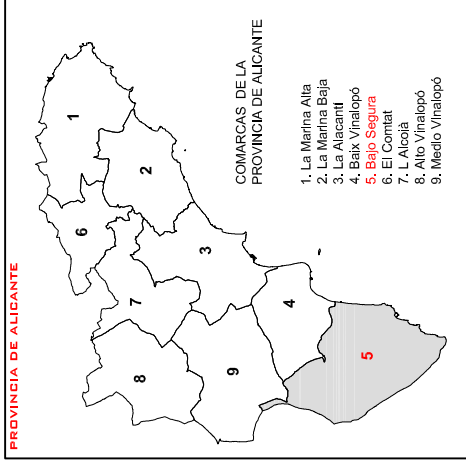 PROVINCIA DE ALICANTE
COMARCAS DE LA
PROVINCIA DE ALICANTE
1. La Marina Alta
2. La Marina Baja
3. La Alacantí
4. Baix Vinalopó
5. Bajo Segura
6. El Comtat
7. L Alcoià
8. Alto Vinalopó
9. Medio VInalopó
1
2
6
3
7
4
8
9
5